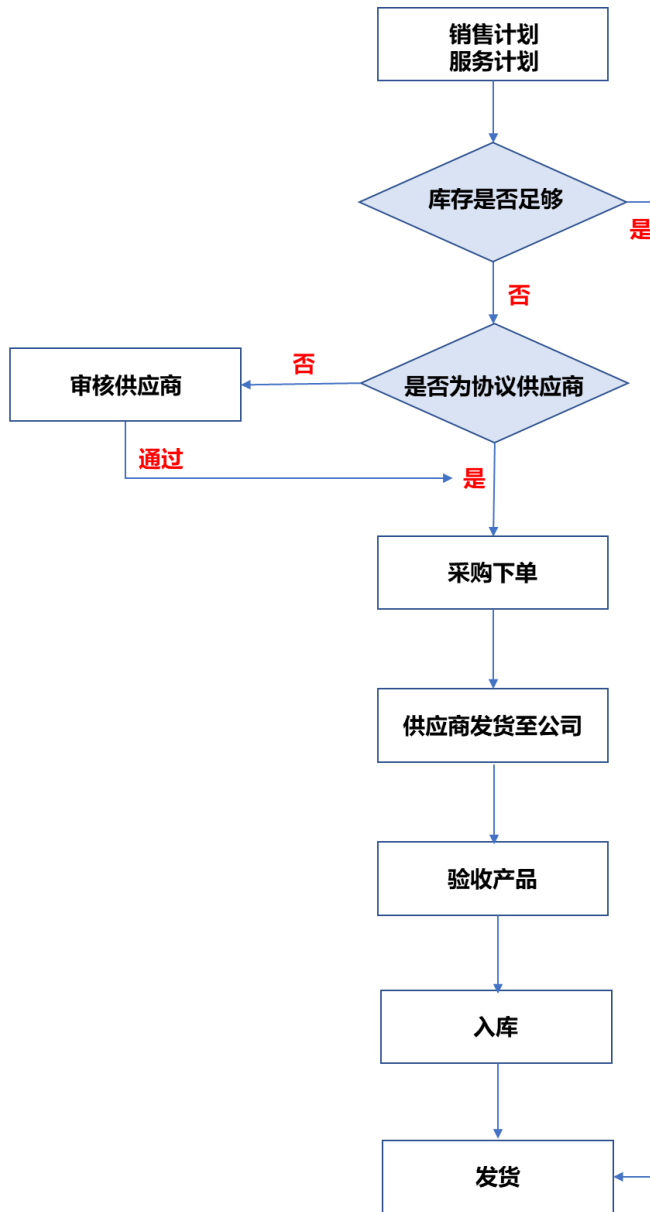 销售计划
服务计划
库存是否足够
是
否
否
是否为协议供应商
审核供应商
通过
是
采购下单
供应商发货至公司
验收产品
入库
发货